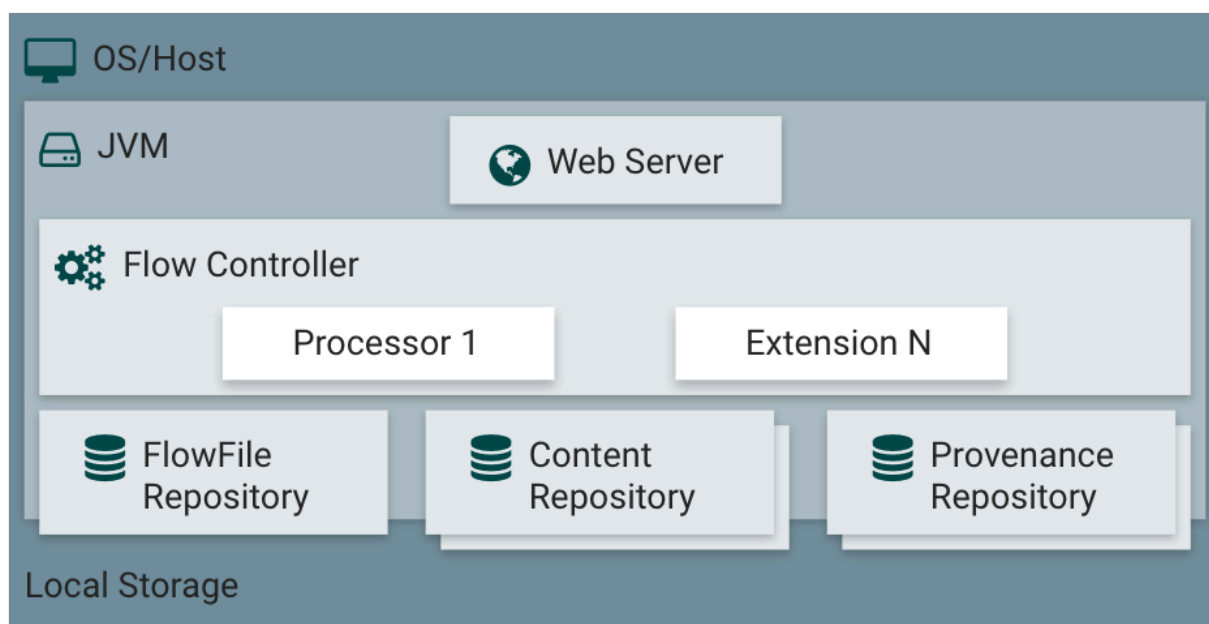 OS/Host
JVM
Web Server
Flow Controller
Processor 1
Extension N
FlowFile
Repository
Content
Repository
Provenance
Repository
Local Storage